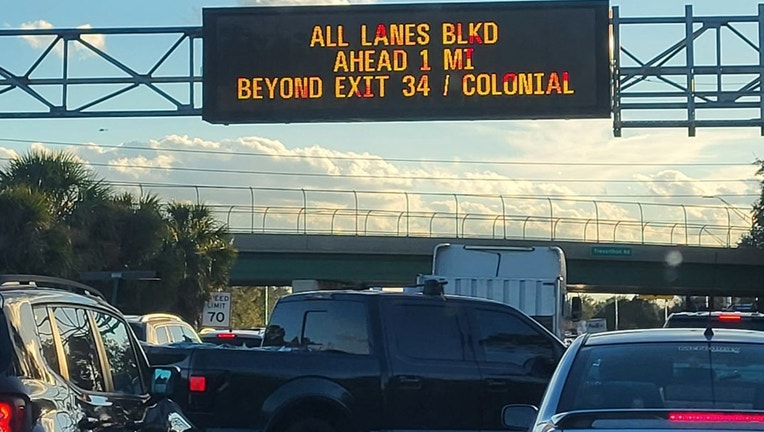 ALL LANES BLKD
AHEAD 1 MI
BEYOND EXIT 34 / COLONIAL
SPEED
LIMIT
70